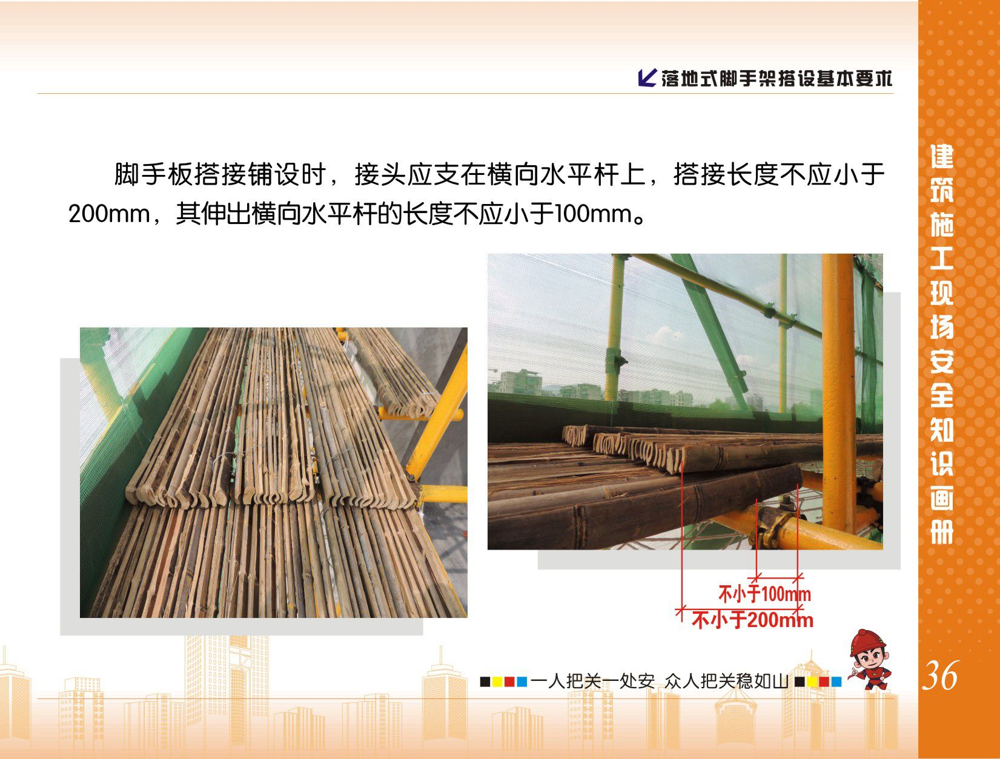 落地式脚手架搭设基本要求
脚手板搭接铺设时，接头应支在横向水平杆上，搭接长度不应小于
200mm，其伸出横向水平杆的长度不应小于100mm。
不小于100mm
不小于200mm
一人把关一处安 众人把关稳如山
建筑施工现场安全知识画册
36